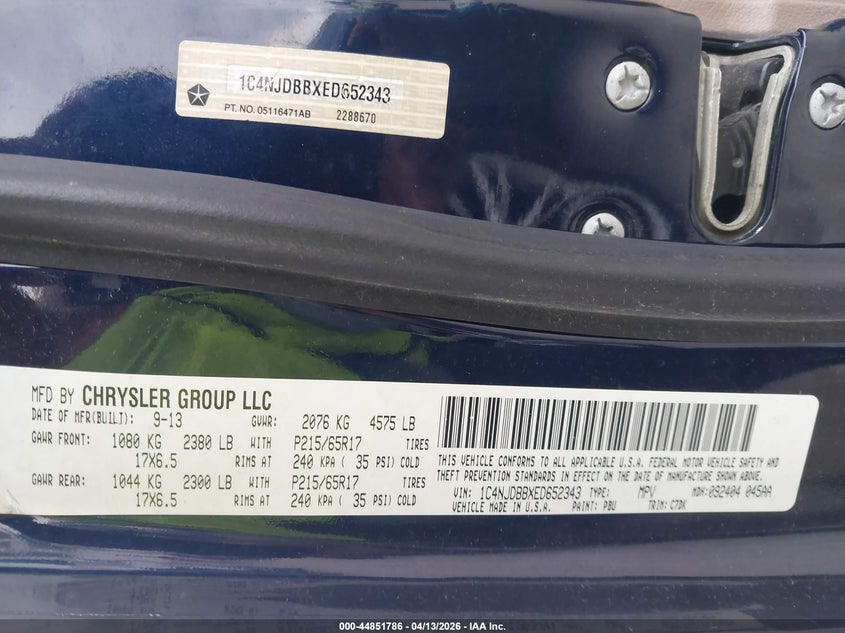 1C4NJDBBXED652343
PT. NO. 05116471AB 2288670
MFD BY CHRYSLER GROUP LLC
DATE OF MFR(BUILT): 9-13 GVWR: 2076 KG 4575 LB
GAWR FRONT: 1080 KG 2380 LB WITH P215/65R17 TIRES
17X6.5 RIMS AT 240 KPA ( 35 PSI) COLD
GAWR REAR: 1044 KG 2300 LB WITH P215/65R17 TIRES
17X6.5 RIMS AT 240 KPA ( 35 PSI) COLD
THIS VEHICLE CONFORMS TO ALL APPLICABLE U.S.A. FEDERAL MOTOR VEHICLE SAFETY AND
THEFT PREVENTION STANDARDS IN EFFECT ON THE DATE OF MANUFACTURE SHOWN ABOVE.
VIN: 1C4NJDBBXED652343 TYPE: MPV MDH: 092404 045AA
VEHICLE MADE IN U.S.A. PAINT: PBU TRIM: C7DK
000-44851786 - 04/13/2026 - IAA Inc.